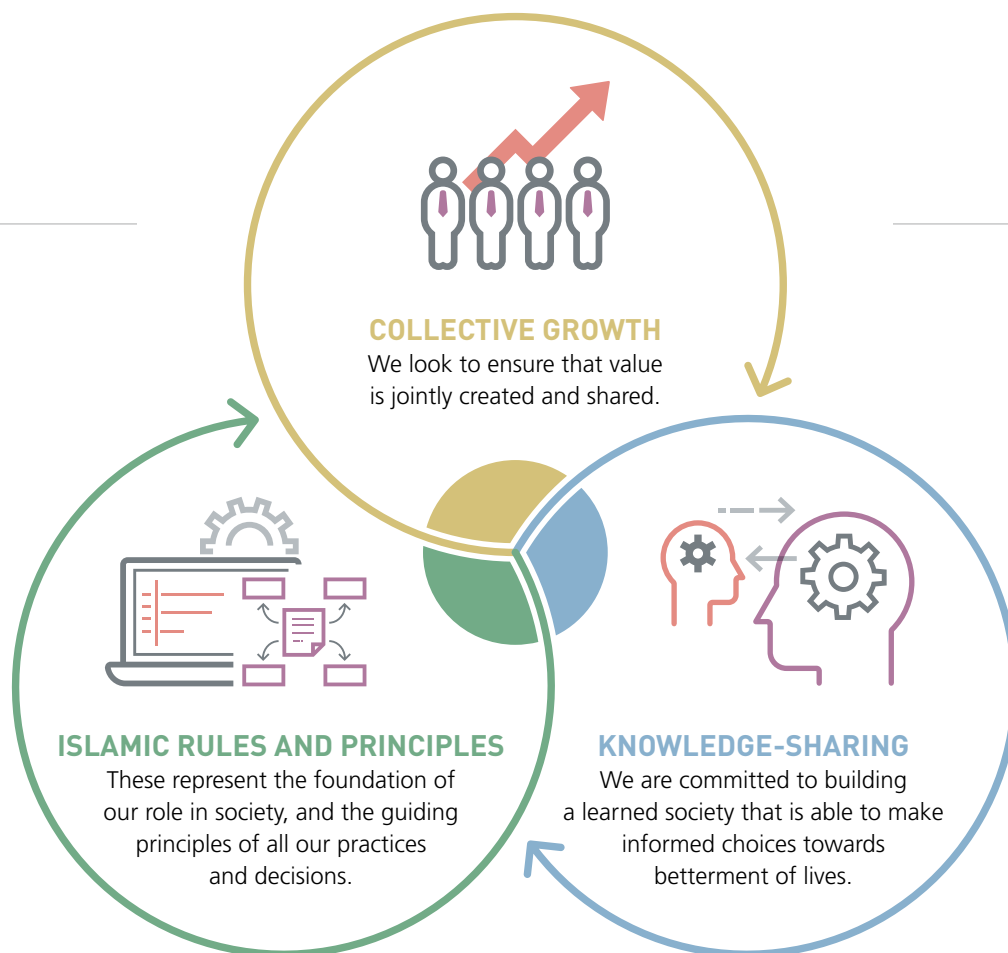 COLLECTIVE GROWTH
We look to ensure that value
is jointly created and shared.
ISLAMIC RULES AND PRINCIPLES
These represent the foundation of
our role in society, and the guiding
principles of all our practices
and decisions.
KNOWLEDGE-SHARING
We are committed to building
a learned society that is able to make
informed choices towards
betterment of lives.